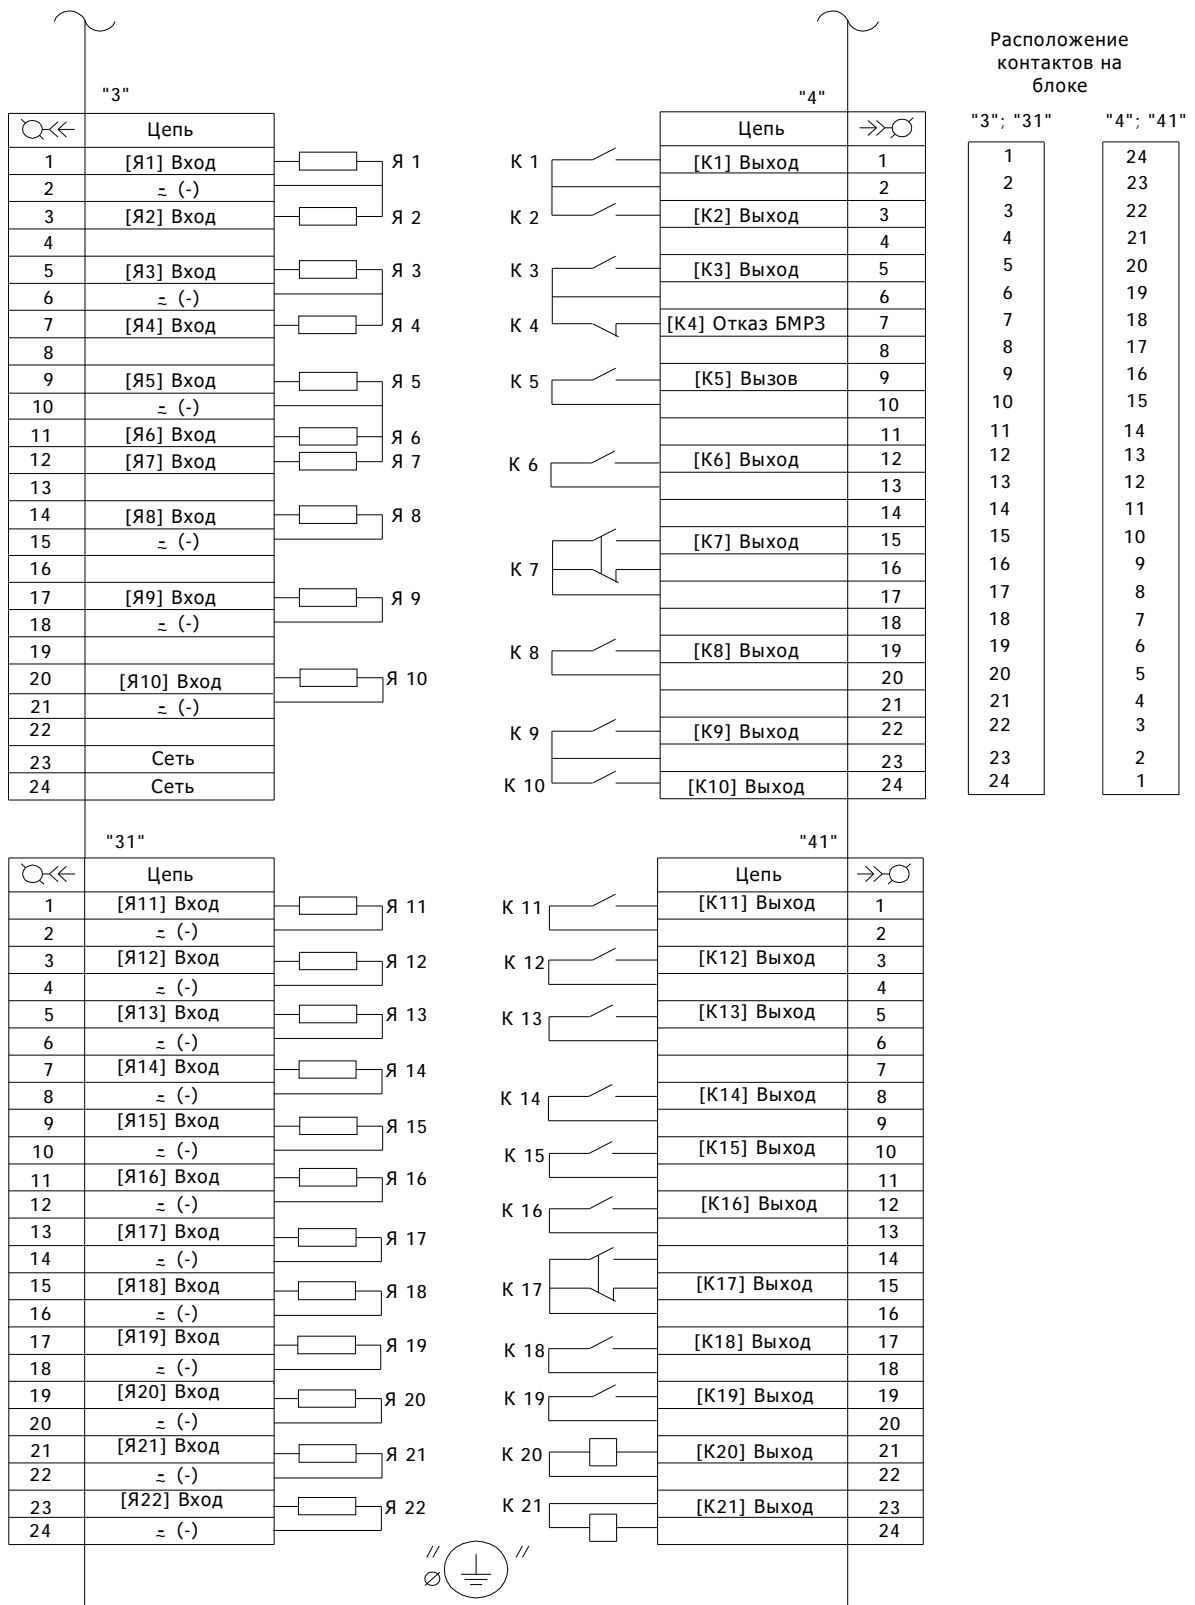 Расположение
контактов на
блоке
"3"; "31" "4"; "41"
1 24
2 23
3 22
4 21
5 20
6 19
7 18
8 17
9 16
10 15
11 14
12 13
13 12
14 11
15 10
16 9
17 8
18 7
19 6
20 5
21 4
22 3
23 2
24 1
"3"
Цепь
1 [Я1] Вход Я 1
2 ≂ (-)
3 [Я2] Вход Я 2
4
5 [Я3] Вход Я 3
6 ≂ (-)
7 [Я4] Вход Я 4
8
9 [Я5] Вход Я 5
10 ≂ (-)
11 [Я6] Вход Я 6
12 [Я7] Вход Я 7
13
14 [Я8] Вход Я 8
15 ≂ (-)
16
17 [Я9] Вход Я 9
18 ≂ (-)
19
20 [Я10] Вход Я 10
21 ≂ (-)
22
23 Сеть
24 Сеть
"4"
Цепь
К 1 [К1] Выход 1
2
К 2 [К2] Выход 3
4
К 3 [К3] Выход 5
6
К 4 [К4] Отказ БМРЗ 7
8
К 5 [К5] Вызов 9
10
11
К 6 [К6] Выход 12
13
14
[К7] Выход 15
К 7 16
17
18
К 8 [К8] Выход 19
20
21
К 9 [К9] Выход 22
23
К 10 [К10] Выход 24
"31"
Цепь
1 [Я11] Вход Я 11
2 ≂ (-)
3 [Я12] Вход Я 12
4 ≂ (-)
5 [Я13] Вход Я 13
6 ≂ (-)
7 [Я14] Вход Я 14
8 ≂ (-)
9 [Я15] Вход Я 15
10 ≂ (-)
11 [Я16] Вход Я 16
12 ≂ (-)
13 [Я17] Вход Я 17
14 ≂ (-)
15 [Я18] Вход Я 18
16 ≂ (-)
17 [Я19] Вход Я 19
18 ≂ (-)
19 [Я20] Вход Я 20
20 ≂ (-)
21 [Я21] Вход Я 21
22 ≂ (-)
23 [Я22] Вход Я 22
24 ≂ (-)
"41"
Цепь
К 11 [К11] Выход 1
2
К 12 [К12] Выход 3
4
К 13 [К13] Выход 5
6
7
К 14 [К14] Выход 8
9
К 15 [К15] Выход 10
11
К 16 [К16] Выход 12
13
14
К 17 [К17] Выход 15
16
К 18 [К18] Выход 17
18
К 19 [К19] Выход 19
20
К 20 [К20] Выход 21
22
К 21 [К21] Выход 23
24